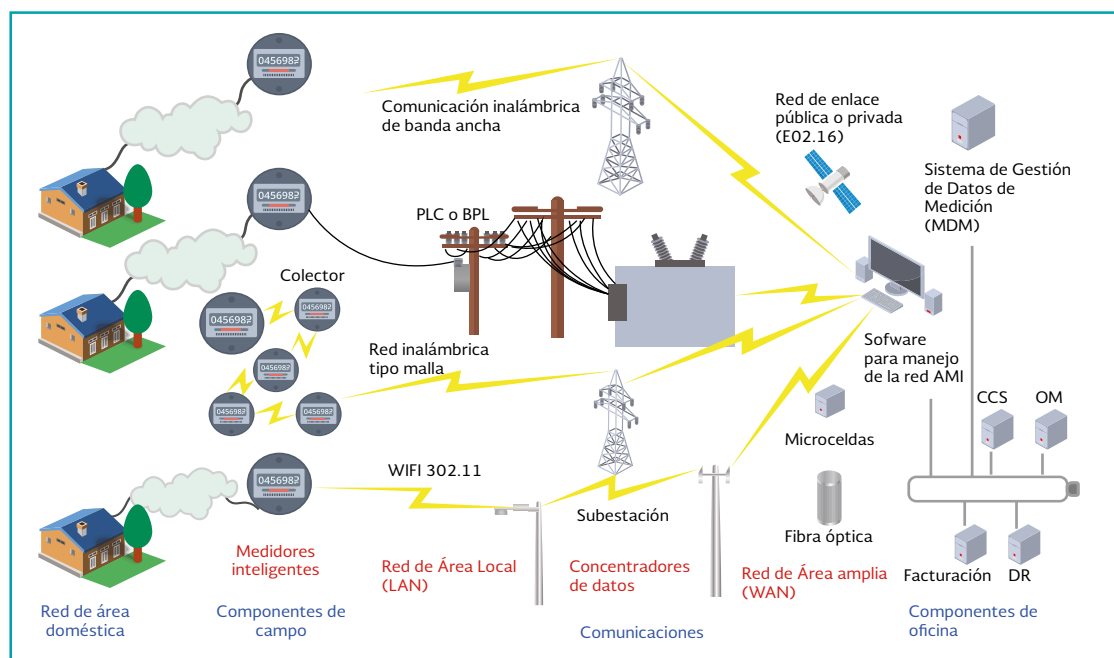 0456982
Comunicación inalámbrica
de banda ancha
Red de enlace
pública o privada
(E02.16)
Sistema de Gestión
de Datos de
Medición
(MDM)
0456982
PLC o BPL
Colector
0456982
0456982
0456982
0456982
0456982
Red inalámbrica
tipo malla
Sofware
para manejo
de la red AMI
CCS
OM
Microceldas
0456982
WIFI 302.11
Subestación
Fibra óptica
Facturación
DR
Medidores
inteligentes
Red de Área Local
(LAN)
Concentradores
de datos
Red de Área amplia
(WAN)
Red de área
doméstica
Componentes de
campo
Comunicaciones
Componentes de
oficina